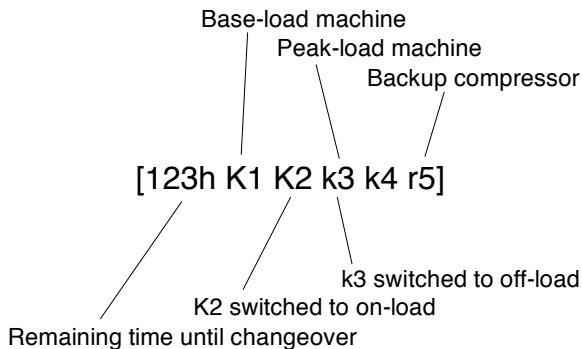 Base-load machine
Peak-load machine
Backup compressor
[123h K1 K2 k3 k4 r5]
k3 switched to off-load
K2 switched to on-load
Remaining time until changeover